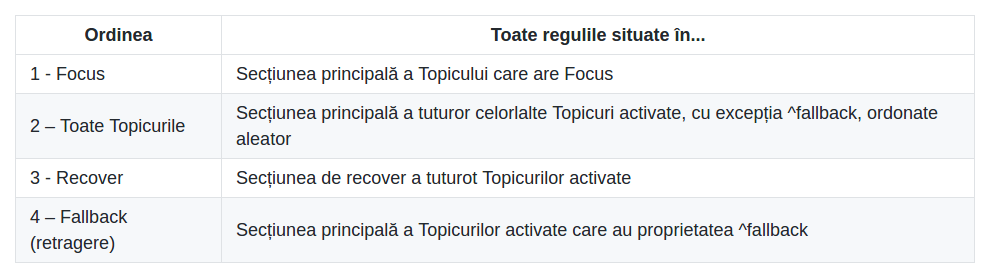 Ordinea
Toate regulile situate în...
1 - Focus
Secțiunea principală a Topicului care are Focus
2 – Toate Topicurile
Secțiunea principală a tuturor celorlalte Topicuri activate, cu excepția ^fallback, ordonate
aleator
3 - Recover
Secțiunea de recover a tuturot Topicurilor activate
4 – Fallback
(retragere)
Secțiunea principală a Topicurilor activate care au proprietatea ^fallback